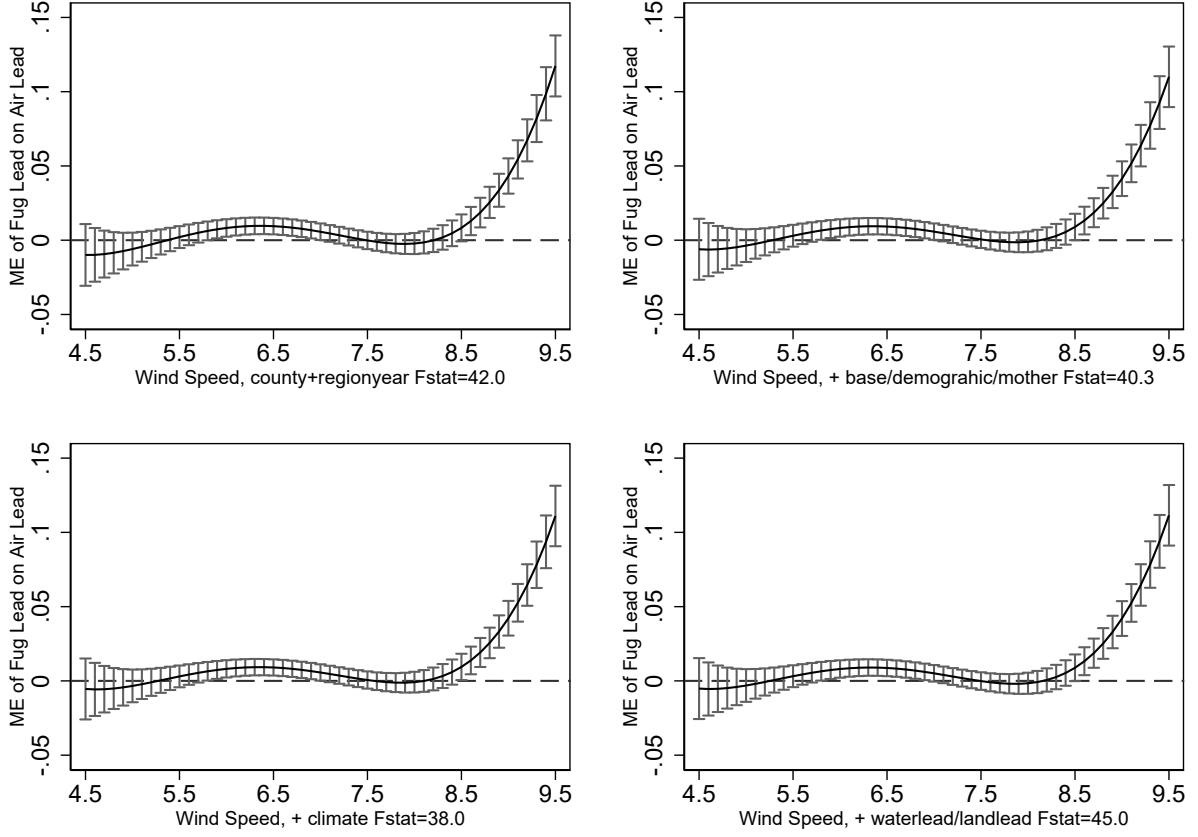 ME of Fug Lead on Air Lead
.15
.1
.05
0
-.05
4.5 5.5 6.5 7.5 8.5 9.5
Wind Speed, county+regionyear Fstat=42.0
ME of Fug Lead on Air Lead
.15
.1
.05
0
-.05
4.5 5.5 6.5 7.5 8.5 9.5
Wind Speed, + base/demograhic/mother Fstat=40.3
ME of Fug Lead on Air Lead
.15
.1
.05
0
-.05
4.5 5.5 6.5 7.5 8.5 9.5
Wind Speed, + climate Fstat=38.0
ME of Fug Lead on Air Lead
.15
.1
.05
0
-.05
4.5 5.5 6.5 7.5 8.5 9.5
Wind Speed, + waterlead/landlead Fstat=45.0